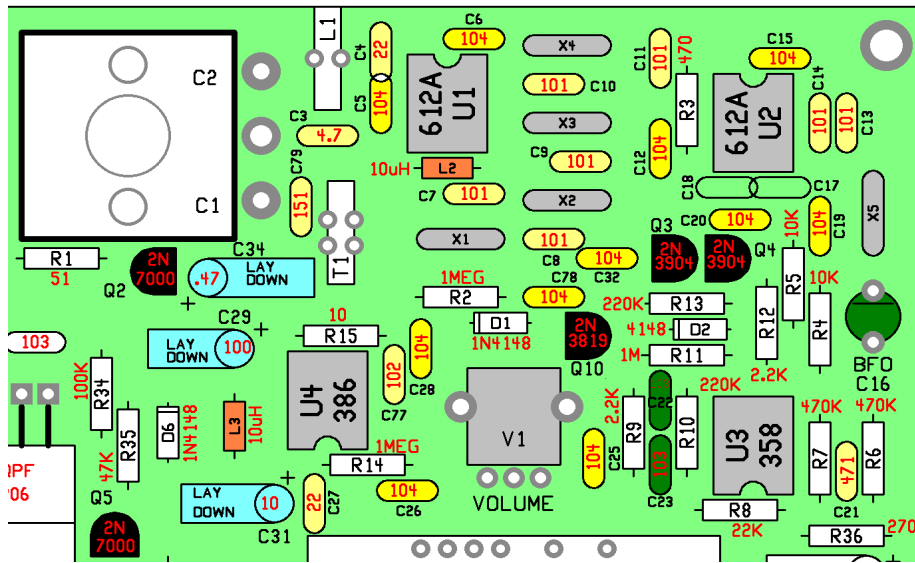 C6
104
C15
104
L1
C4
22
X4
C11
101
470
C2
C14
101
C5
104
612A
U1
101
C10
R3
612A
U2
101
C13
C3
4.7
X3
C79
C12
104
C9
101
10uH
L2
C7
101
C18
C17
C1
151
X2
C20
104
C19
104
X5
T1
Q3
Q4
10K
X1
101
C8
2N
3904
2N
3904
R1
51
2N
7000
Q2
C34
.47
LAY
DOWN
104
C32
C78
1MEG
R2
104
R5
10K
220K
R13
C29
10
R12
R4
D1
2N
3819
4148
D2
103
LAY
DOWN
100
R15
1N4148
104
C28
1M
R11
BFO
C16
102
C77
Q10
2.2K
100K
R34
U4
386
2.2K
C22
220K
470K
470K
R35
D6
1N4148
L3
10uH
V1
R9
R10
U3
358
47K
1MEG
R14
104
C25
103
C23
R7
471
R6
QPF
206
Q5
LAY
DOWN
10
22
C27
104
C26
VOLUME
R8
C21
2N
7000
C31
22K
R36
270